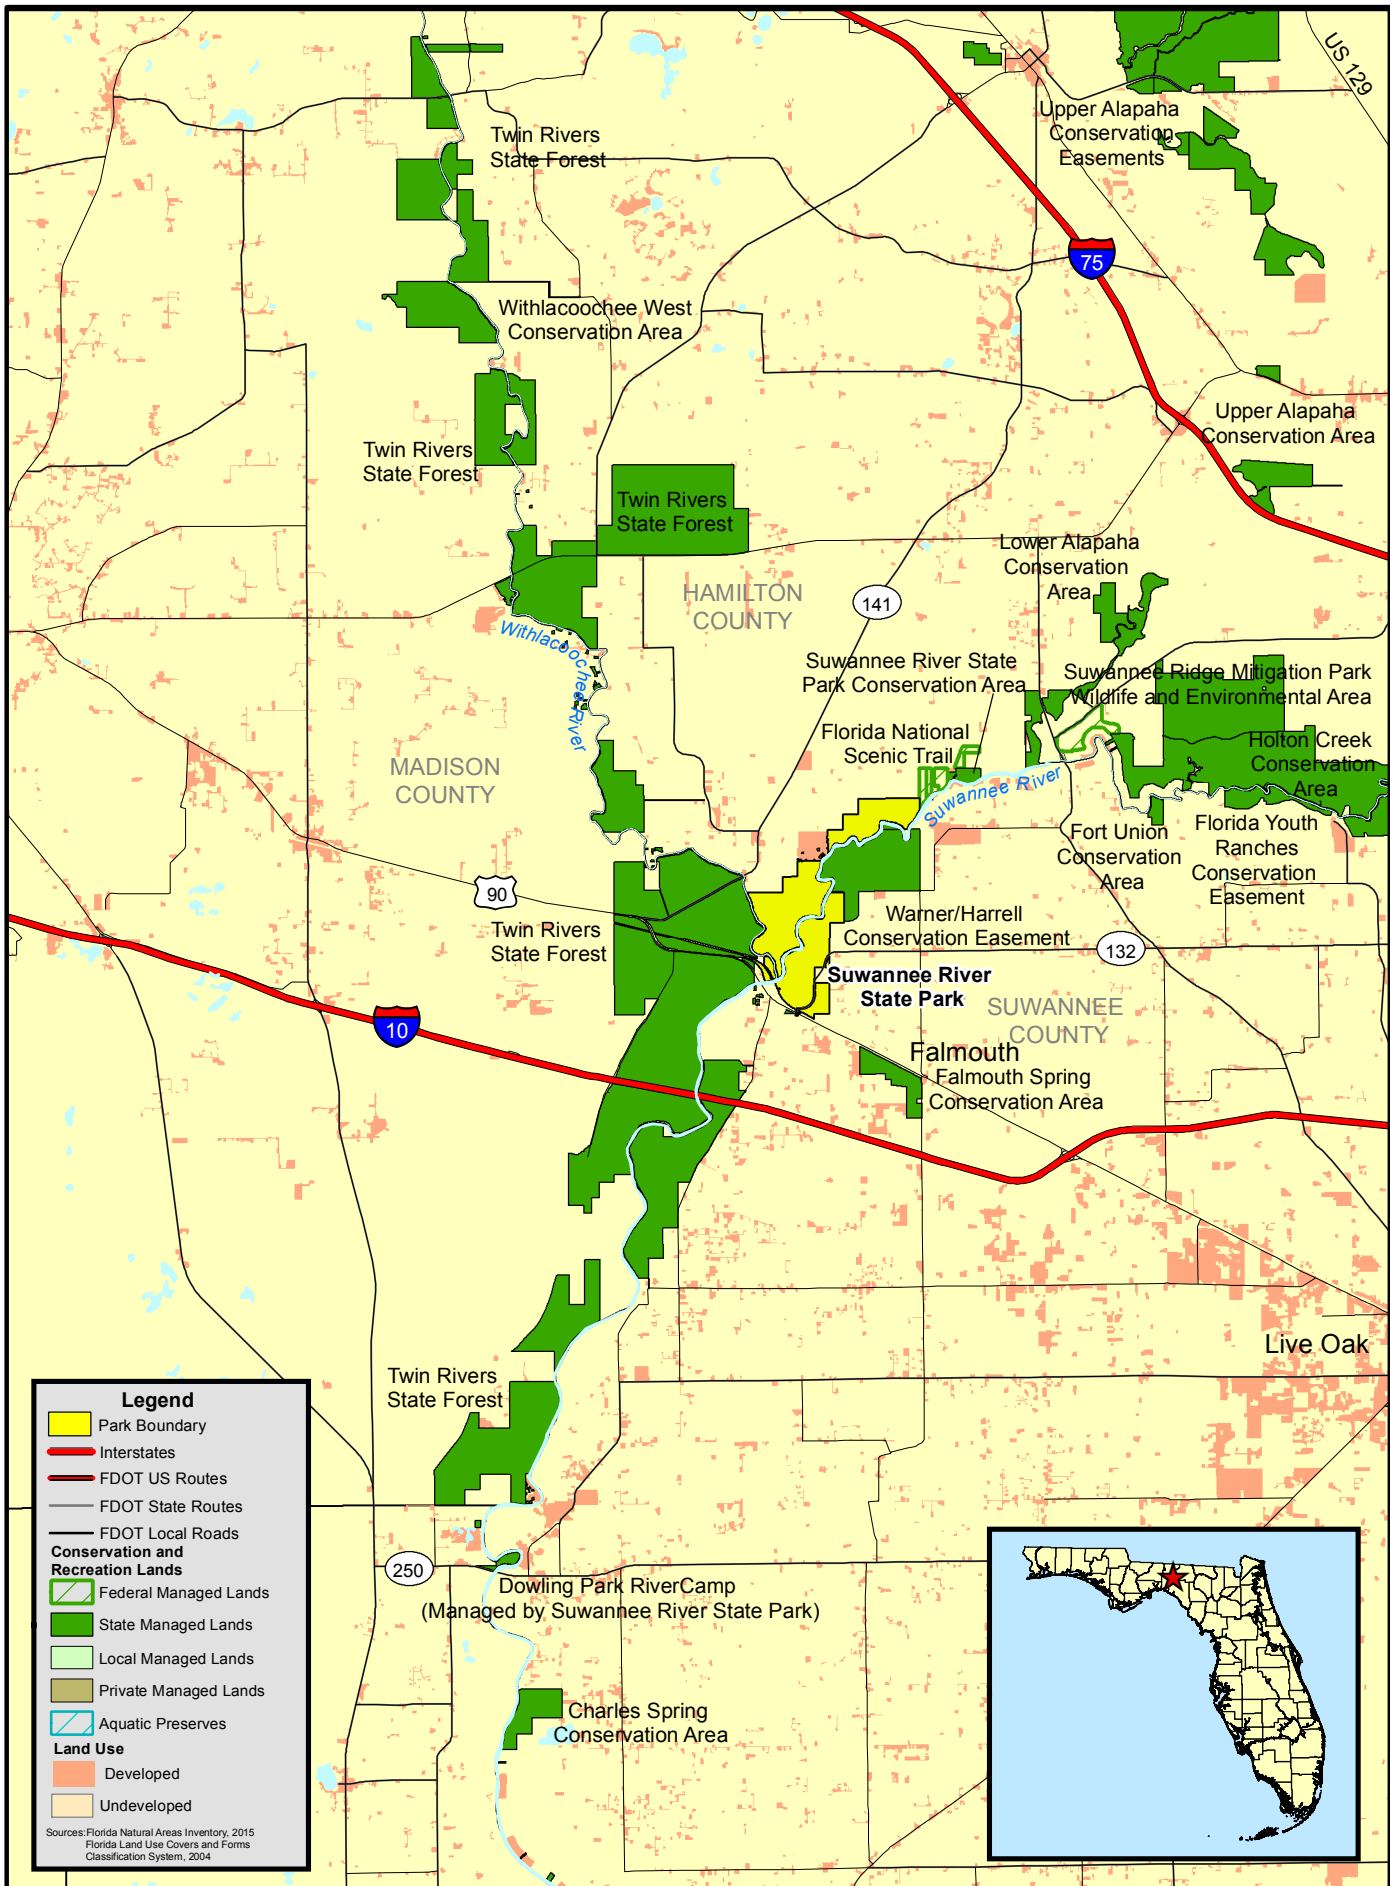 US 129
Upper Alapaha
Conservation
Easements
Twin Rivers
State Forest
75
Withlacoochee West
Conservation Area
Upper Alapaha
Conservation Area
Twin Rivers
State Forest
Twin Rivers
State Forest
Lower Alapaha
Conservation
Area
HAMILTON
COUNTY
141
Withlacoochee River
Suwannee River State
Park Conservation Area
Suwannee Ridge Mitigation Park
Wildlife and Environmental Area
Florida National
Scenic Trail
Holton Creek
Conservation
Area
MADISON
COUNTY
Suwannee River
Fort Union
Conservation
Area
Florida Youth
Ranches
Conservation
Easement
90
Twin Rivers
State Forest
Warner/Harrell
Conservation Easement
132
Suwannee River
State Park
SUWANNEE
COUNTY
10
Falmouth
Falmouth Spring
Conservation Area
Live Oak
Twin Rivers
State Forest
250
Dowling Park RiverCamp
(Managed by Suwannee River State Park)
Charles Spring
Conservation Area
Legend
Park Boundary
Interstates
FDOT US Routes
FDOT State Routes
FDOT Local Roads
Conservation and
Recreation Lands
Federal Managed Lands
State Managed Lands
Local Managed Lands
Private Managed Lands
Aquatic Preserves
Land Use
Developed
Undeveloped
Sources:Florida Natural Areas Inventory, 2015
Florida Land Use Covers and Forms
Classification System, 2004